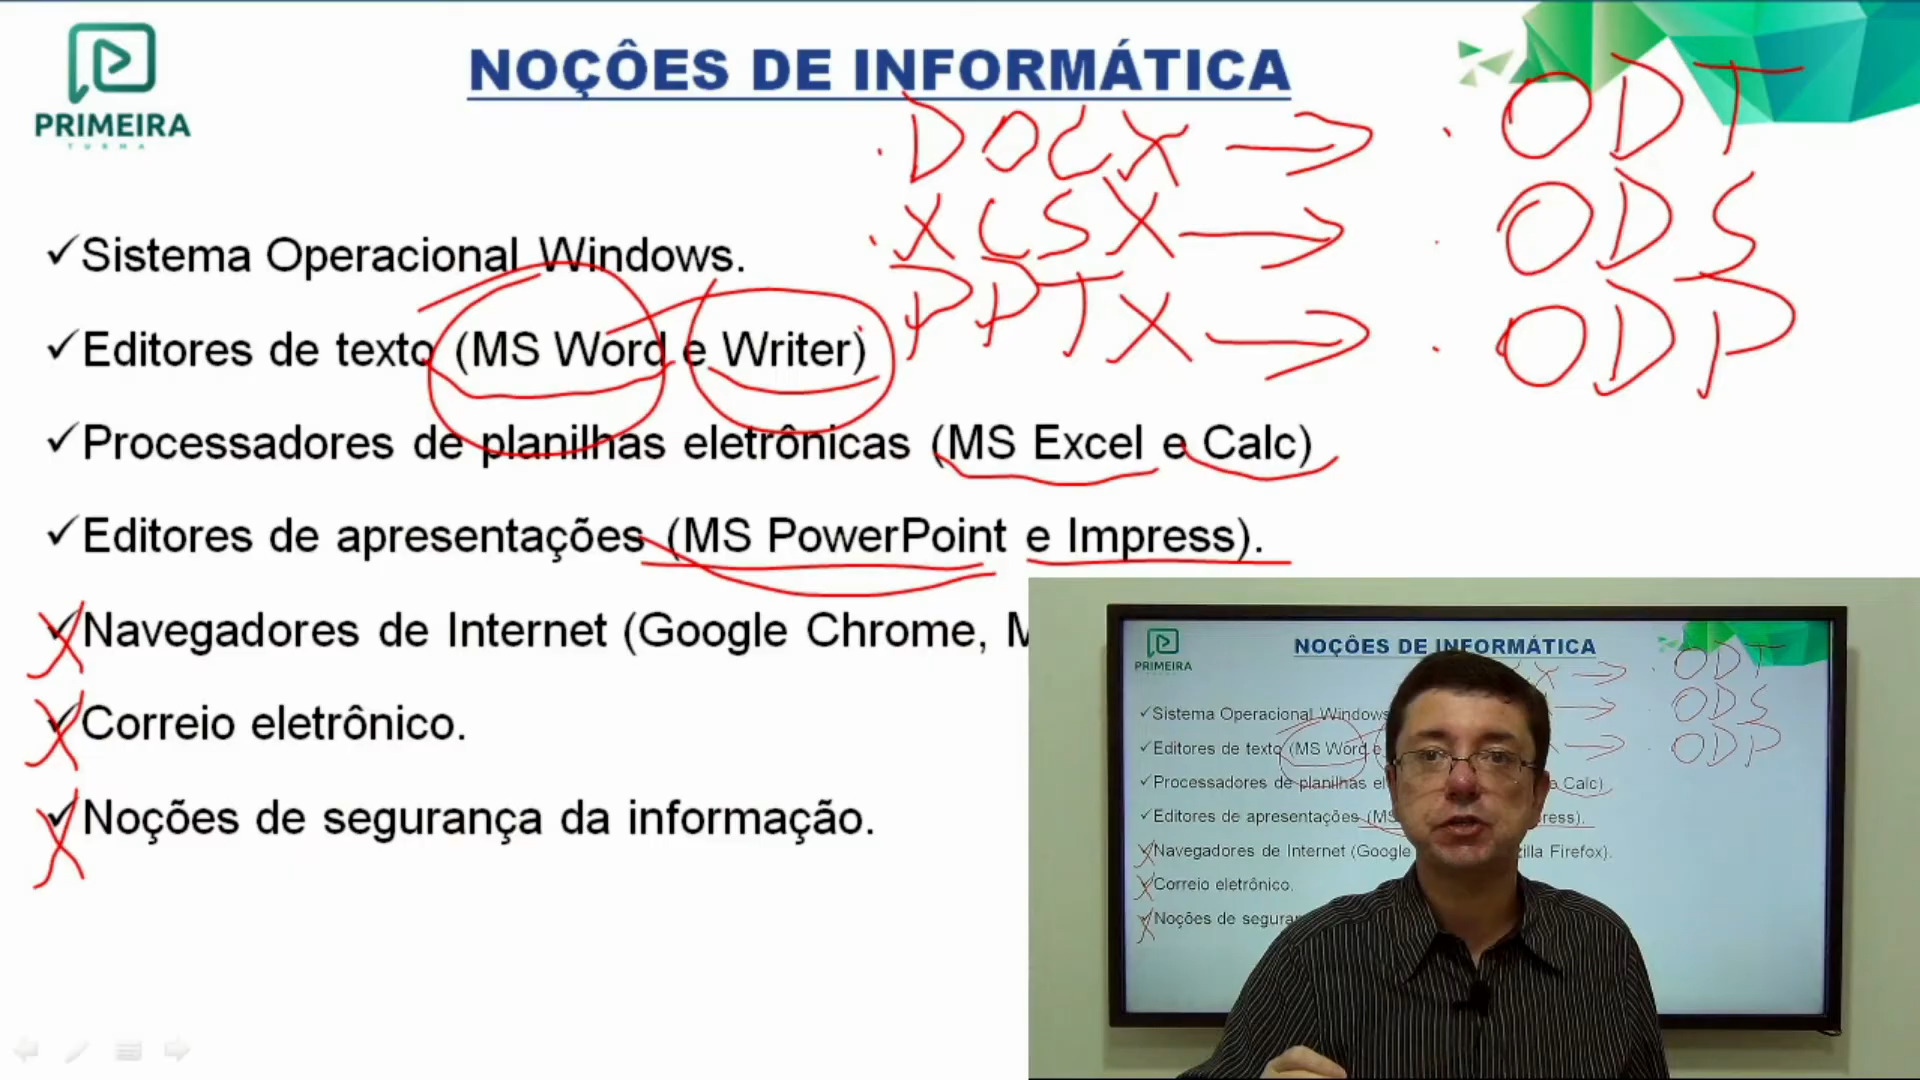 PRIMEIRA
TURMA
NOÇÕES DE INFORMÁTICA
.DOCX → .ODT
.XLSX → .ODS
.PPTX → .ODP
✓Sistema Operacional Windows.
✓Editores de texto (MS Word e Writer)
✓Processadores de planilhas eletrônicas (MS Excel e Calc)
✓Editores de apresentações (MS PowerPoint e Impress).
✓Navegadores de Internet (Google Chrome, M
✓Correio eletrônico.
✓Noções de segurança da informação.
PRIMEIRA
NOÇÕES DE INFORMÁTICA
X → .ODT
→ .ODS
→ .ODP
✓Sistema Operacional Windows
✓Editores de texto (MS Word e
✓Processadores de planilhas el Calc)
✓Editores de apresentações (MS ress).
✓Navegadores de Internet (Google zilla Firefox).
✓Correio eletrônico.
✓Noções de segura